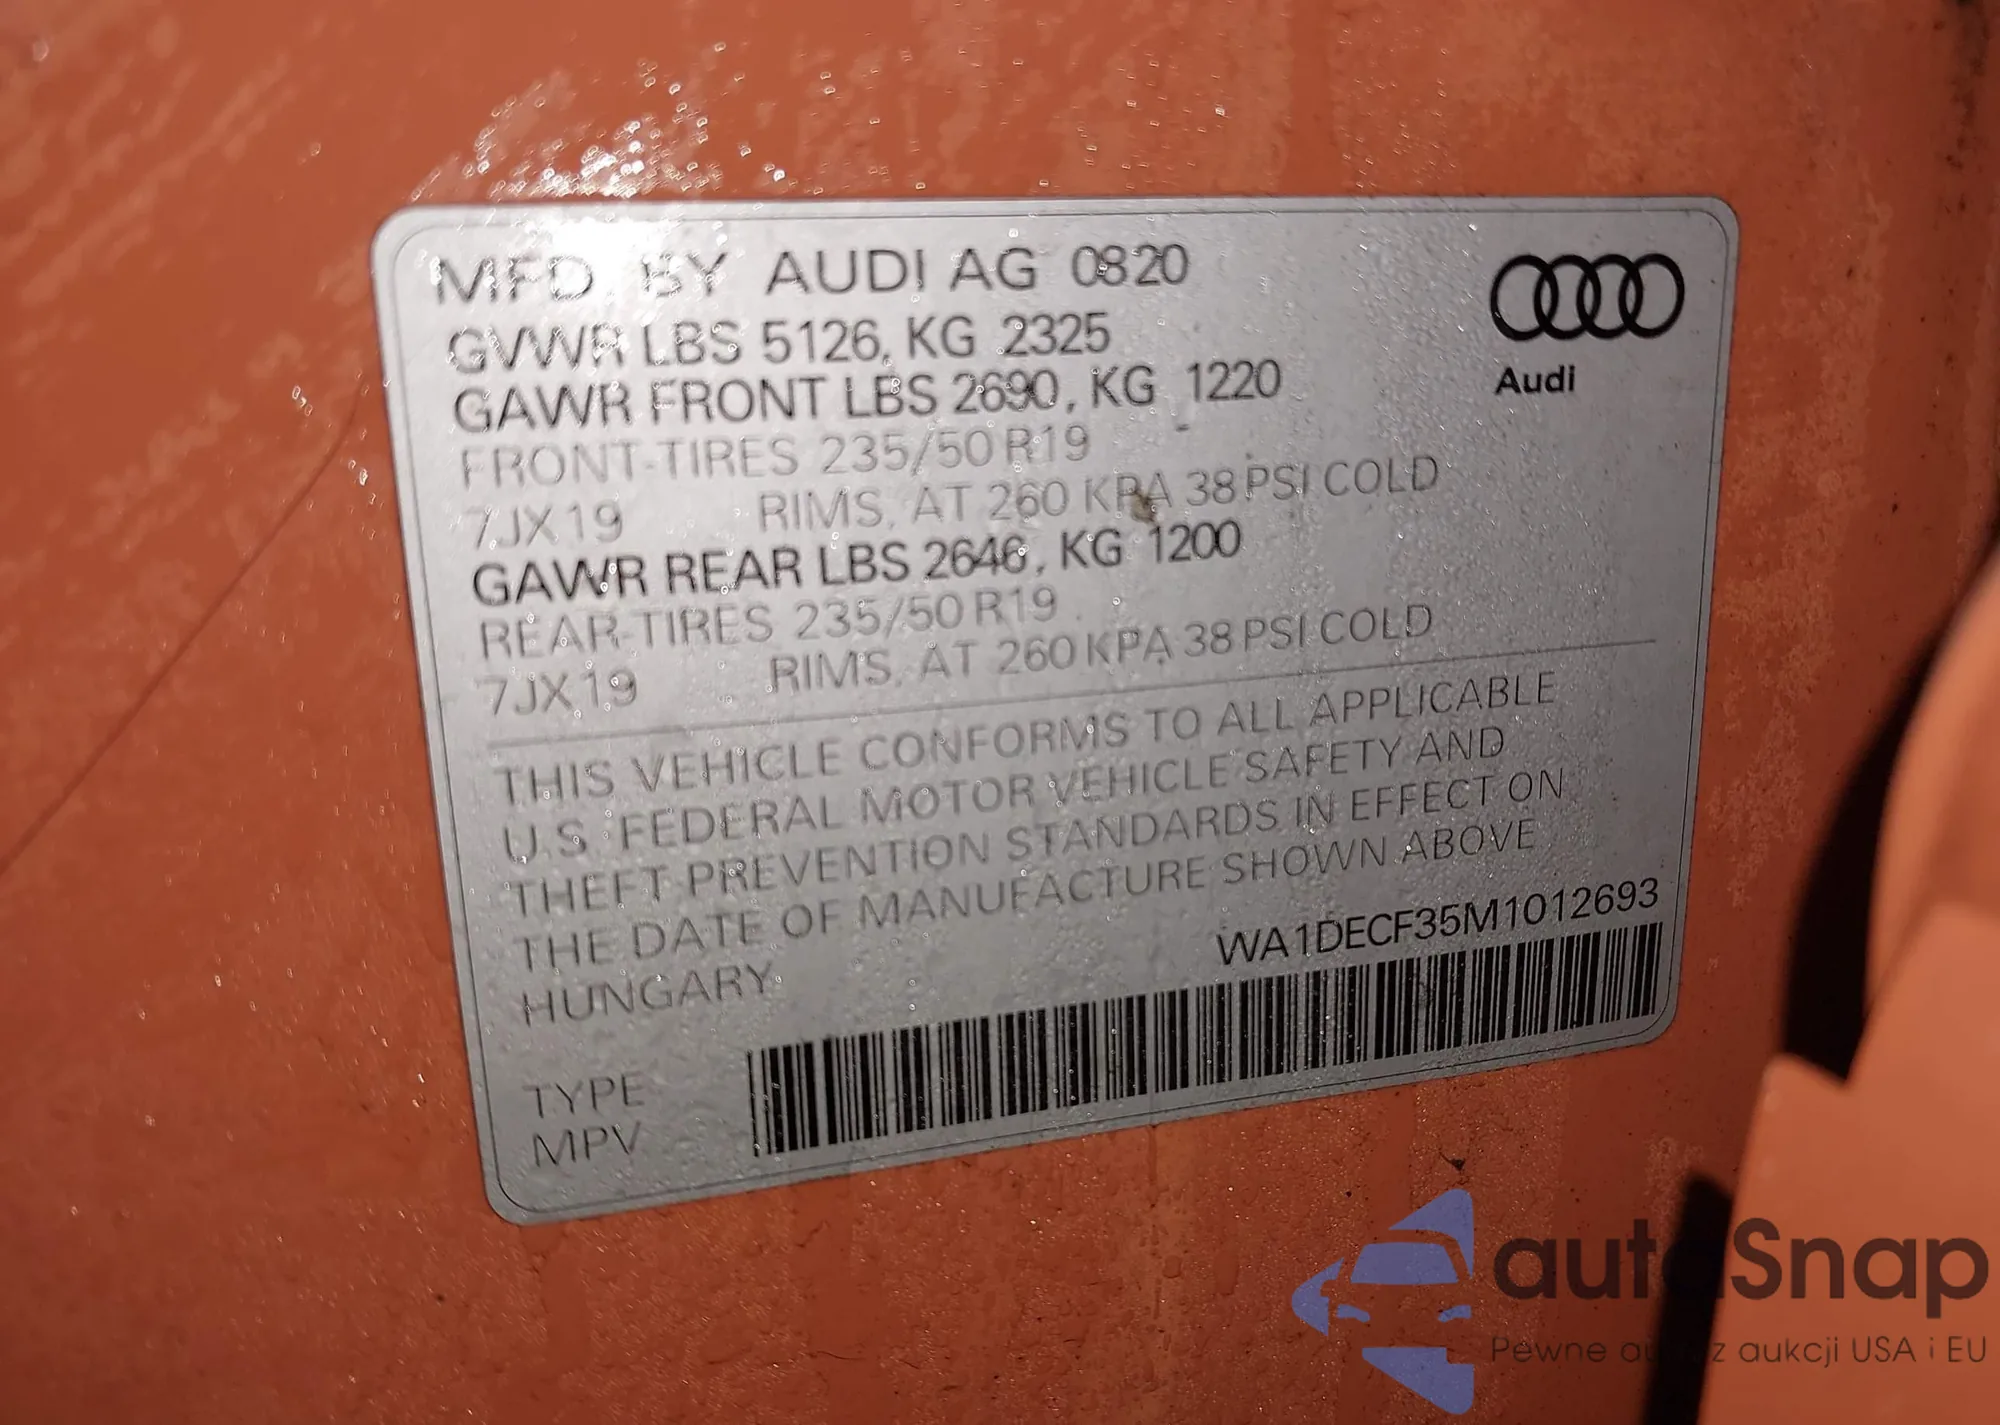 MFD. BY AUDI AG 0820
GVWR LBS 5126, KG 2325
GAWR FRONT LBS 2690, KG 1220
FRONT-TIRES 235/50 R19
7JX19 RIMS, AT 260 KPA 38 PSI COLD
GAWR REAR LBS 2646, KG 1200
REAR-TIRES 235/50 R19
7JX19 RIMS, AT 260 KPA 38 PSI COLD
Audi
THIS VEHICLE CONFORMS TO ALL APPLICABLE
U.S. FEDERAL MOTOR VEHICLE SAFETY AND
THEFT PREVENTION STANDARDS IN EFFECT ON
THE DATE OF MANUFACTURE SHOWN ABOVE
HUNGARY
WA1DECF35M1012693
TYPE
MPV
autoSnap
Pewne auta z aukcji USA i EU